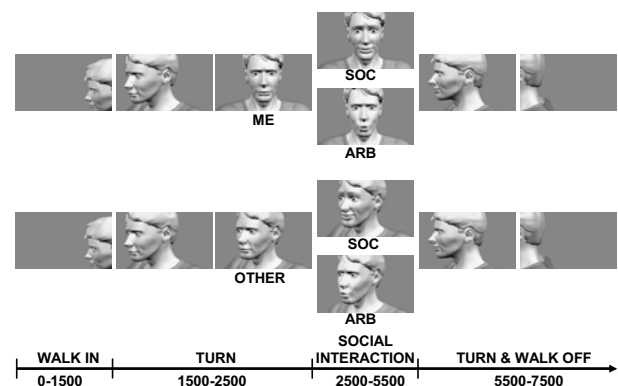 SOC
ME
ARB
SOC
OTHER
ARB
SOCIAL
WALK IN TURN INTERACTION TURN & WALK OFF
0-1500 1500-2500 2500-5500 5500-7500